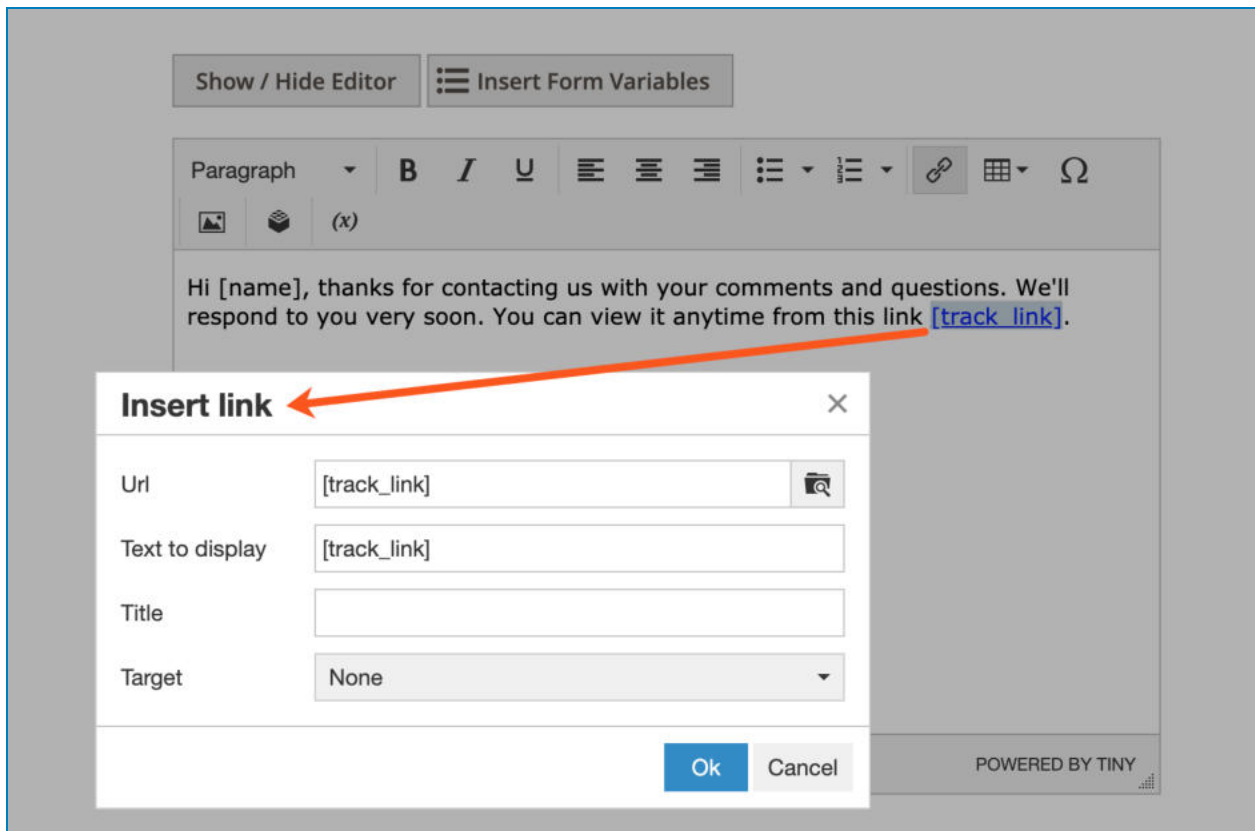 Show / Hide Editor
Insert Form Variables
Paragraph
B I U
Ω
(x)
Hi [name], thanks for contacting us with your comments and questions. We'll
respond to you very soon. You can view it anytime from this link [track_link].
Insert link
Url
[track_link]
Text to display
[track_link]
Title
Target
None
Ok
Cancel
POWERED BY TINY